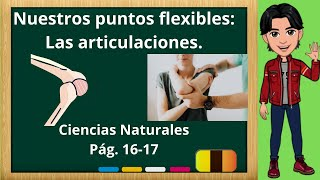 Nuestros puntos flexibles:
Las articulaciones.
Ciencias Naturales
Pág. 16-17